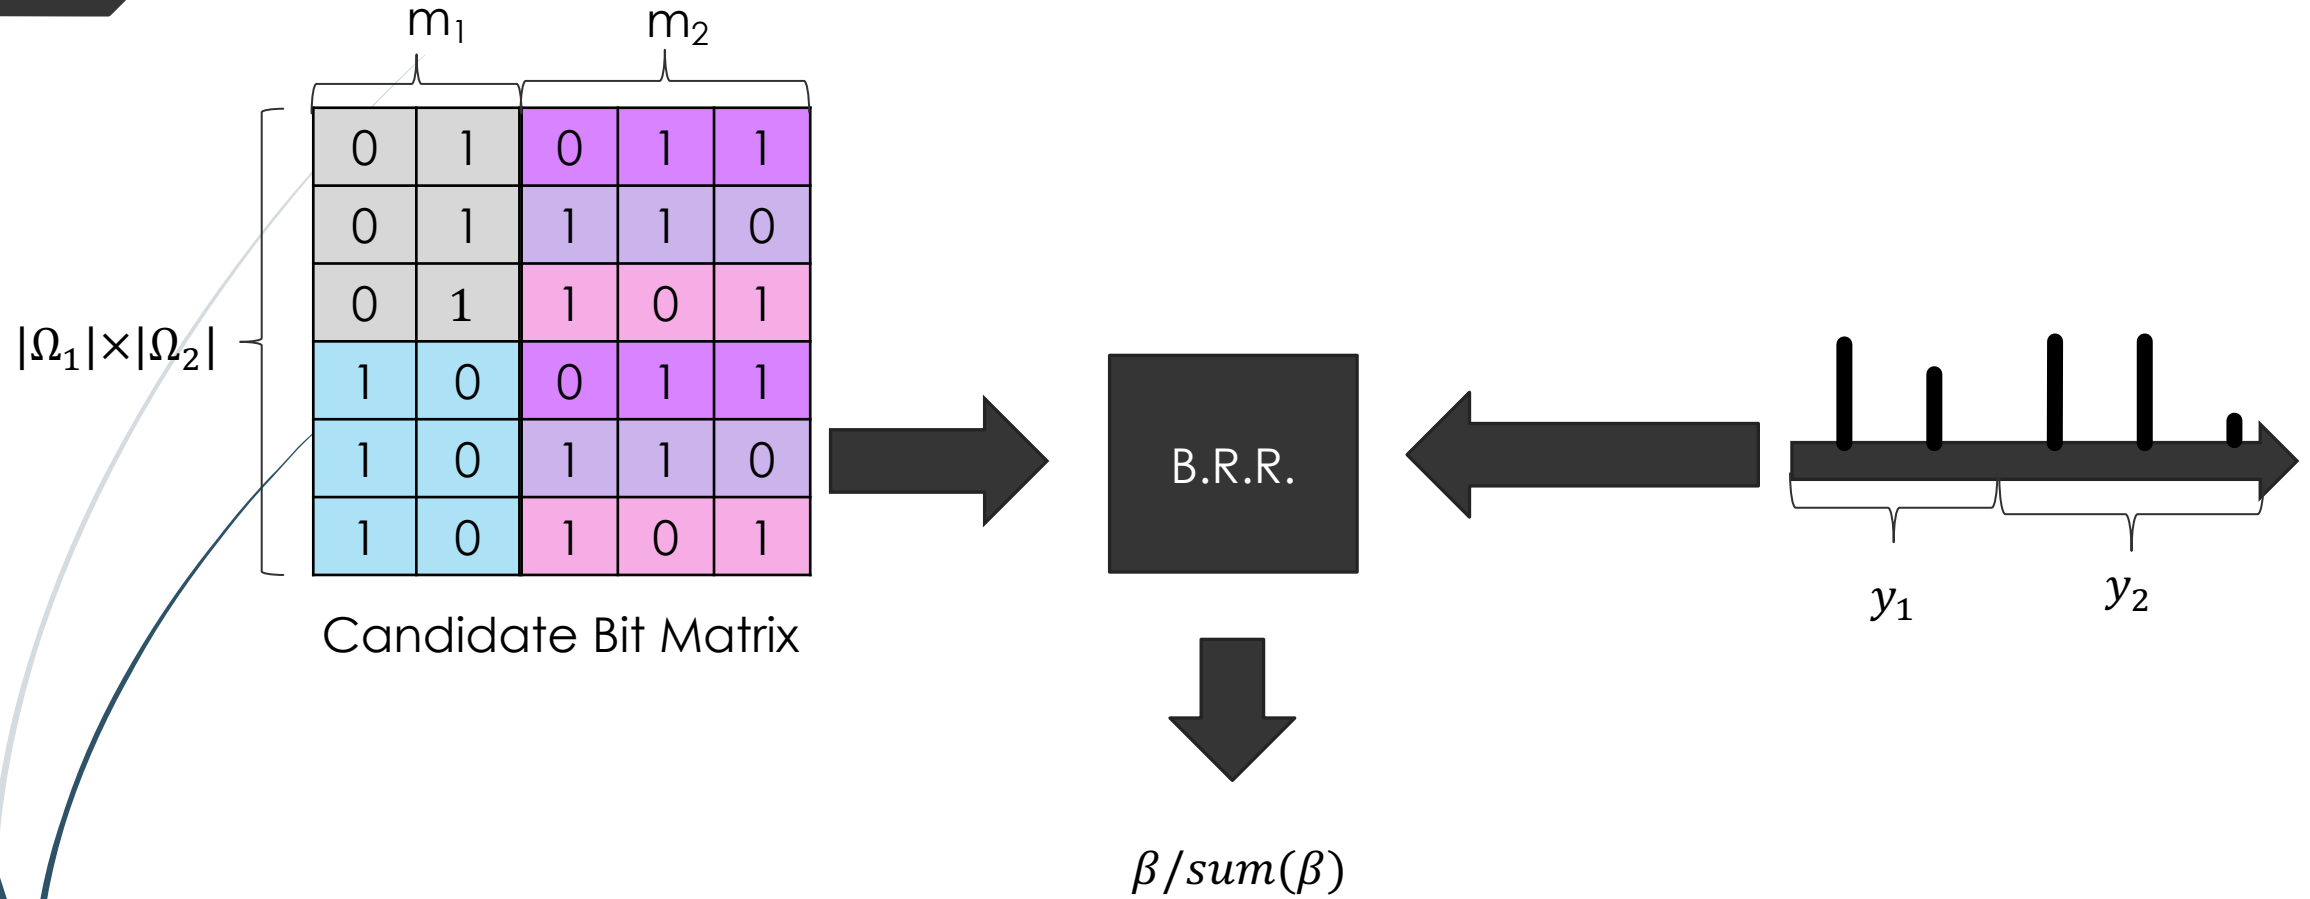 m₁ m₂
0 1 0 1 1
0 1 1 1 0
0 1 1 0 1
|Ω₁|×|Ω₂|
1 0 0 1 1
1 0 1 1 0
1 0 1 0 1
Candidate Bit Matrix
B.R.R.
y₁ y₂
β/sum(β)